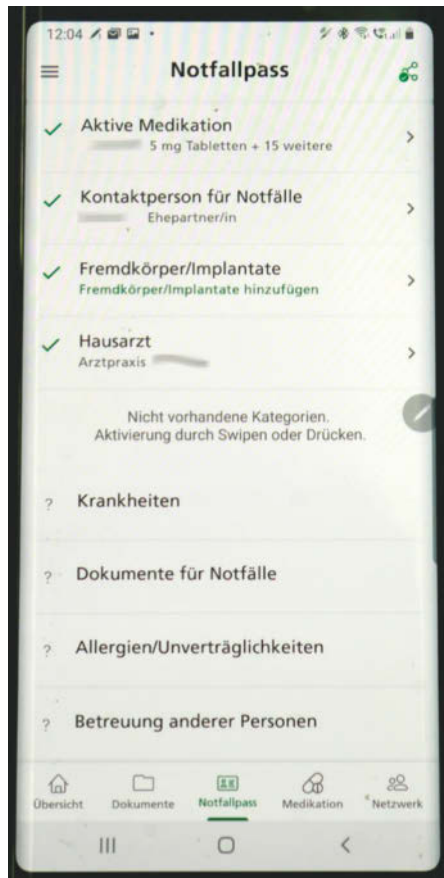 12:04
Notfallpass
Aktive Medikation
5 mg Tabletten + 15 weitere
Kontaktperson für Notfälle
Ehepartner/in
Fremdkörper/Implantate
Fremdkörper/Implantate hinzufügen
Hausarzt
Arztpraxis
Nicht vorhandene Kategorien.
Aktivierung durch Swipen oder Drücken.
? Krankheiten
? Dokumente für Notfälle
? Allergien/Unverträglichkeiten
? Betreuung anderer Personen
Übersicht Dokumente Notfallpass Medikation Netzwerk